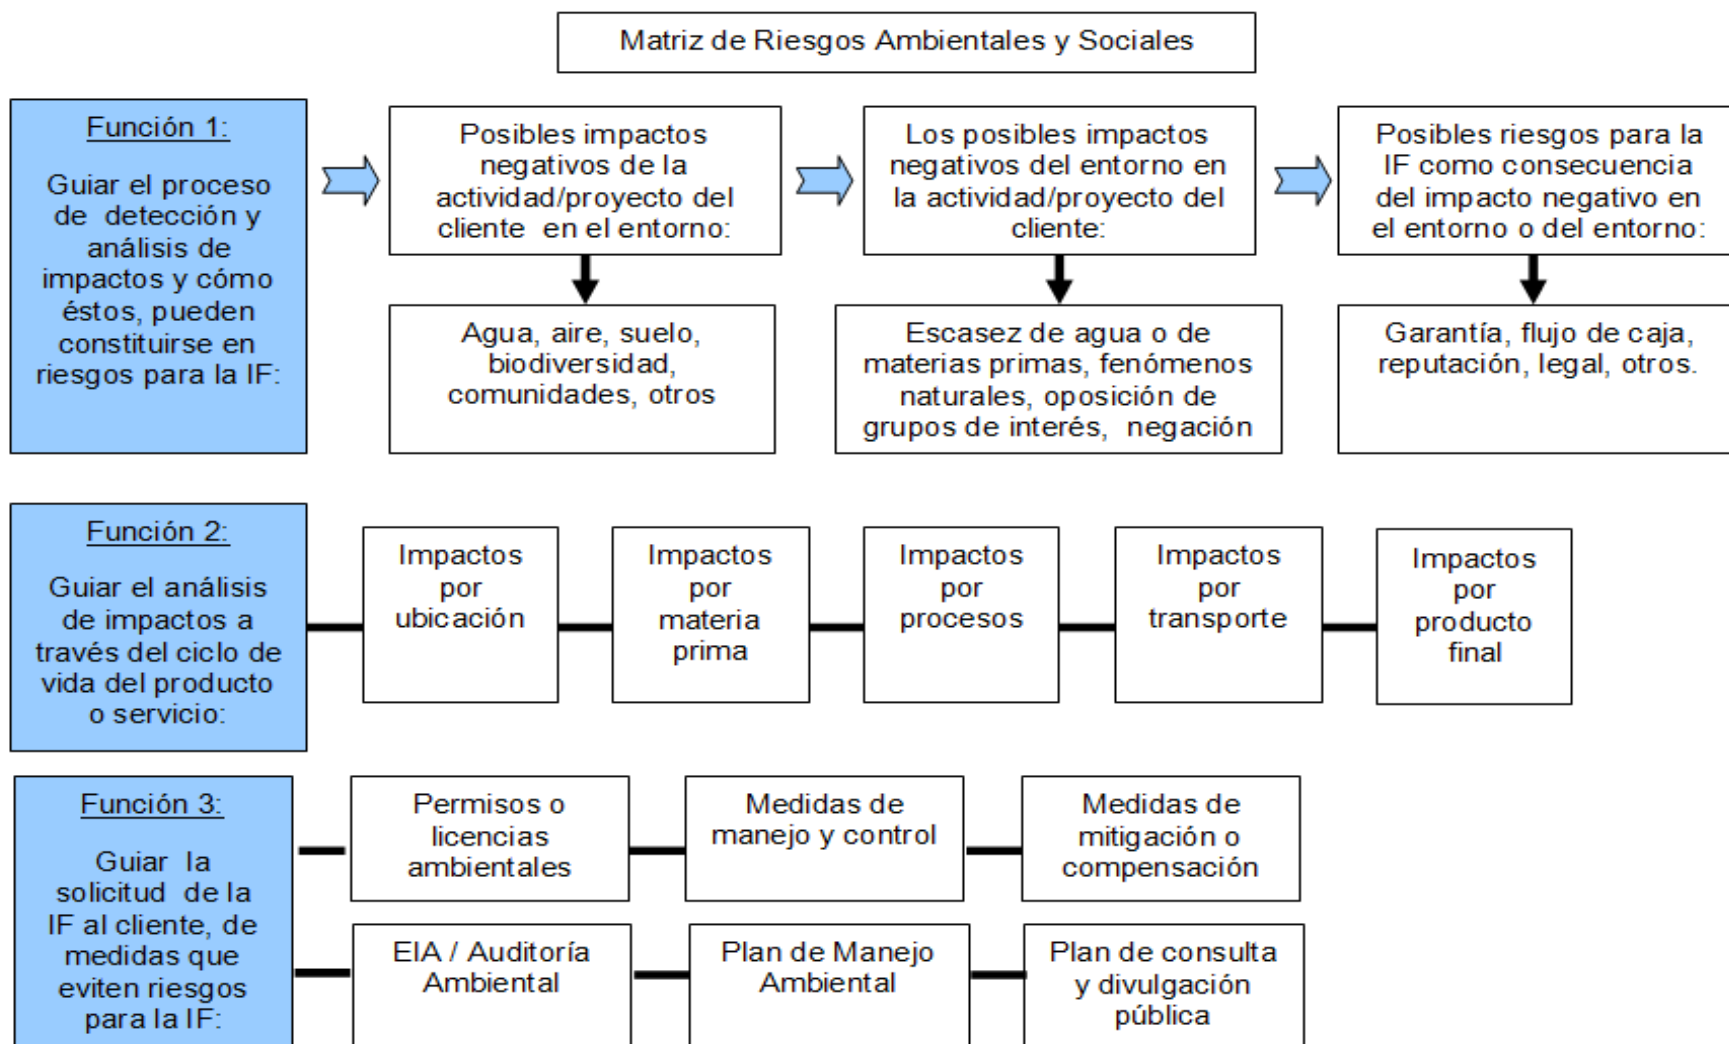 Matriz de Riesgos Ambientales y Sociales
Función 1:
Guiar el proceso
de detección y
análisis de
impactos y cómo
éstos, pueden
constituirse en
riesgos para la IF:
Posibles impactos
negativos de la
actividad/proyecto del
cliente en el entorno:
Los posibles impactos
negativos del entorno en
la actividad/proyecto del
cliente:
Posibles riesgos para la
IF como consecuencia
del impacto negativo en
el entorno o del entorno:
Agua, aire, suelo,
biodiversidad,
comunidades, otros
Escasez de agua o de
materias primas, fenómenos
naturales, oposición de
grupos de interés, negación
Garantía, flujo de caja,
reputación, legal, otros.
Función 2:
Guiar el análisis
de impactos a
través del ciclo de
vida del producto
o servicio:
Impactos
por
ubicación
Impactos
por
materia
prima
Impactos
por
procesos
Impactos
por
transporte
Impactos
por
producto
final
Función 3:
Guiar la
solicitud de la
IF al cliente, de
medidas que
eviten riesgos
para la IF:
Permisos o
licencias
ambientales
Medidas de
manejo y control
Medidas de
mitigación o
compensación
EIA / Auditoría
Ambiental
Plan de Manejo
Ambiental
Plan de consulta
y divulgación
pública